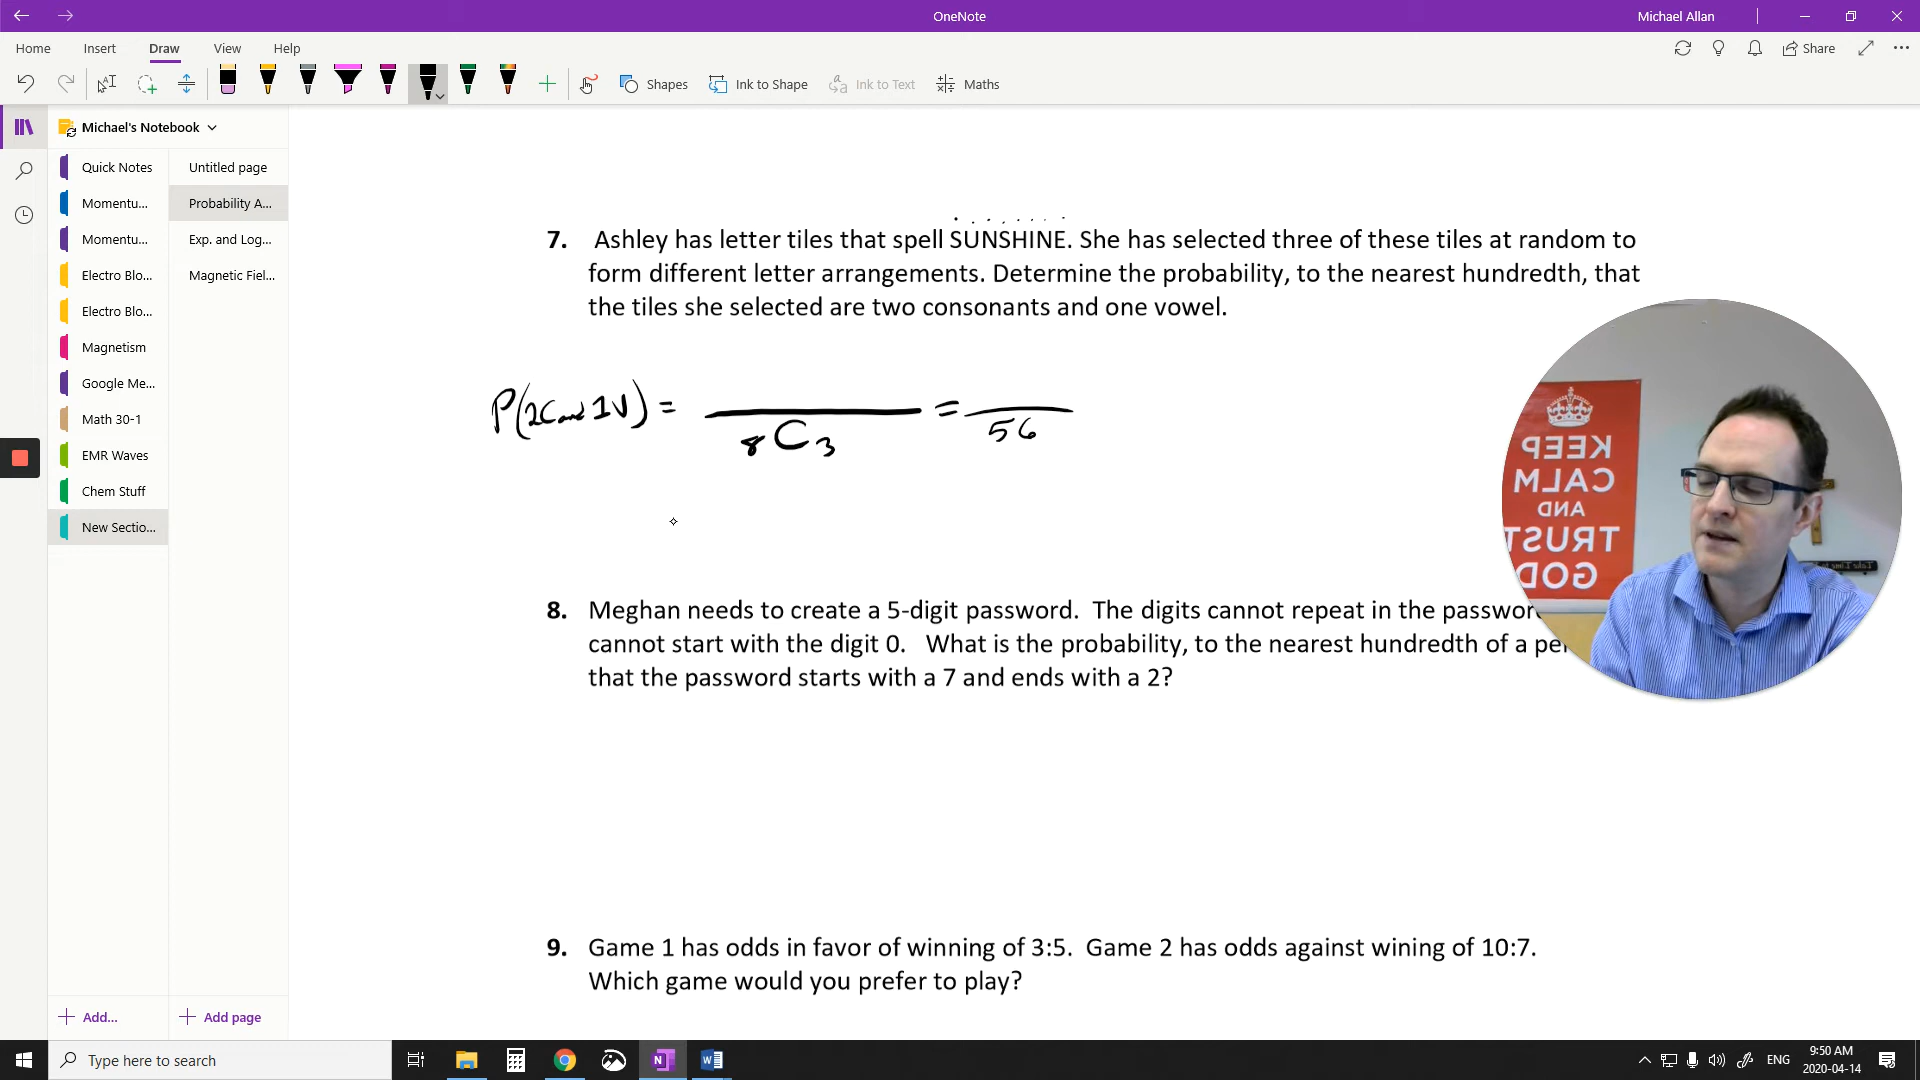 OneNote
Michael Allan
Home Insert Draw View Help
Share
Shapes Ink to Shape Ink to Text Maths
Michael's Notebook
Quick Notes
Momentu...
Momentu...
Electro Blo...
Electro Blo...
Magnetism
Google Me...
Math 30-1
EMR Waves
Chem Stuff
New Sectio...
Add...
Untitled page
Probability A...
Exp. and Log...
Magnetic Fiel...
Add page
7. Ashley has letter tiles that spell SUNSHINE. She has selected three of these tiles at random to
form different letter arrangements. Determine the probability, to the nearest hundredth, that
the tiles she selected are two consonants and one vowel.
P(2C and 1V) = 8C3 = 56
8. Meghan needs to create a 5-digit password. The digits cannot repeat in the passwor
cannot start with the digit 0. What is the probability, to the nearest hundredth of a pe
that the password starts with a 7 and ends with a 2?
9. Game 1 has odds in favor of winning of 3:5. Game 2 has odds against wining of 10:7.
Which game would you prefer to play?
KEEP
CALM
AND
TRUST
GOD
Type here to search
ENG
9:50 AM
2020-04-14